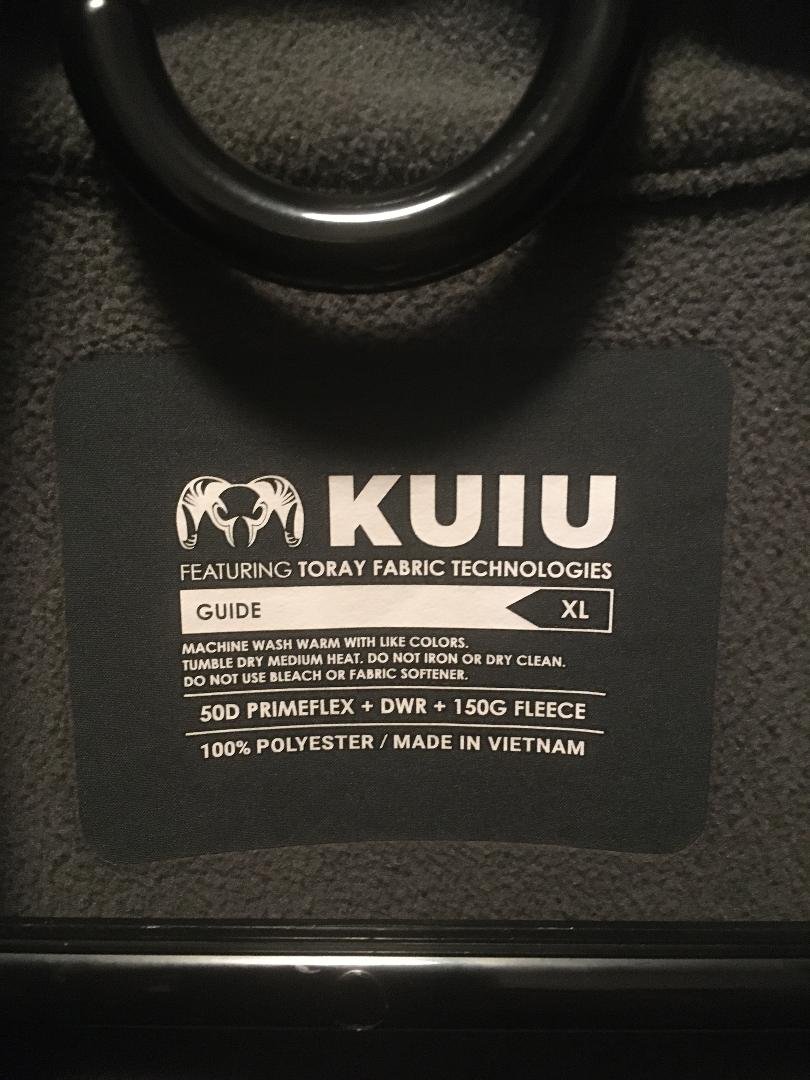 KUIU
FEATURING TORAY FABRIC TECHNOLOGIES
GUIDE XL
MACHINE WASH WARM WITH LIKE COLORS.
TUMBLE DRY MEDIUM HEAT. DO NOT IRON OR DRY CLEAN.
DO NOT USE BLEACH OR FABRIC SOFTENER.
50D PRIMEFLEX + DWR + 150G FLEECE
100% POLYESTER / MADE IN VIETNAM